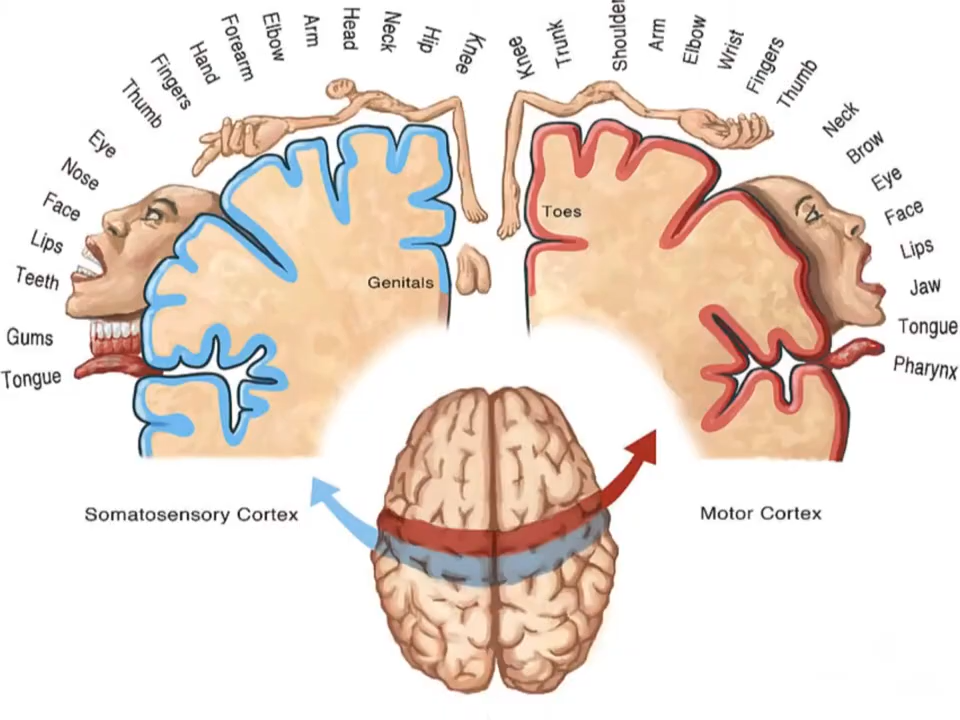 Tongue
Gums
Teeth
Lips
Face
Nose
Eye
Thumb
Fingers
Hand
Forearm
Elbow
Arm
Head
Neck
Hip
Knee
Genitals
Knee
Trunk
Shoulder
Arm
Elbow
Wrist
Fingers
Thumb
Neck
Brow
Eye
Face
Lips
Jaw
Tongue
Pharynx
Toes
Somatosensory Cortex
Motor Cortex